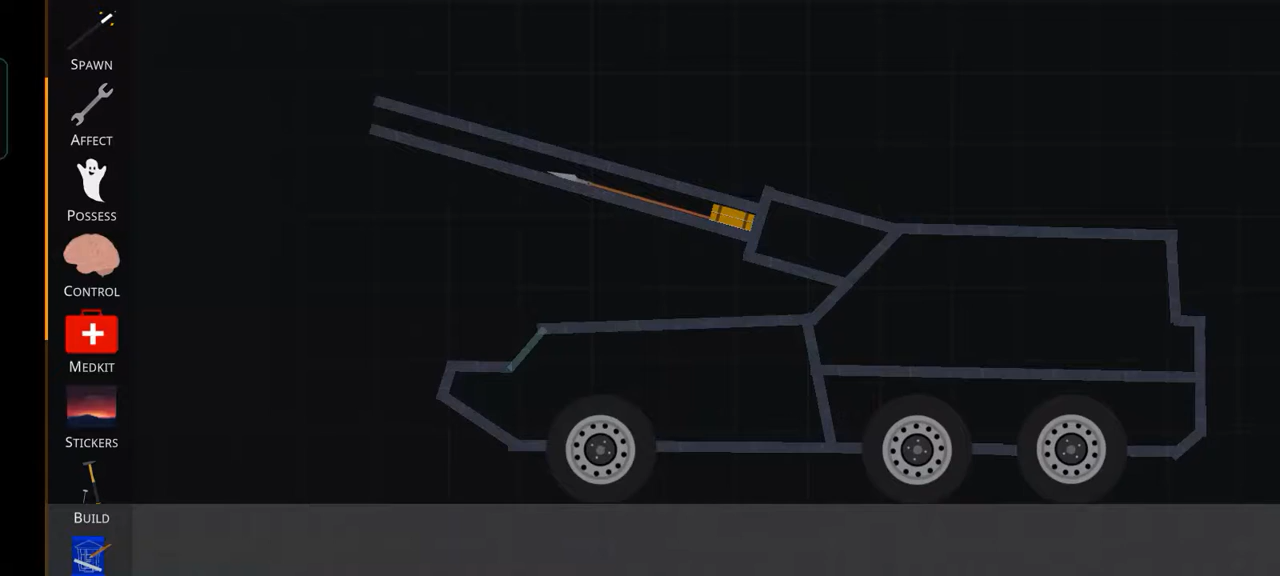 SPAWN
AFFECT
POSSESS
CONTROL
MEDKIT
STICKERS
BUILD